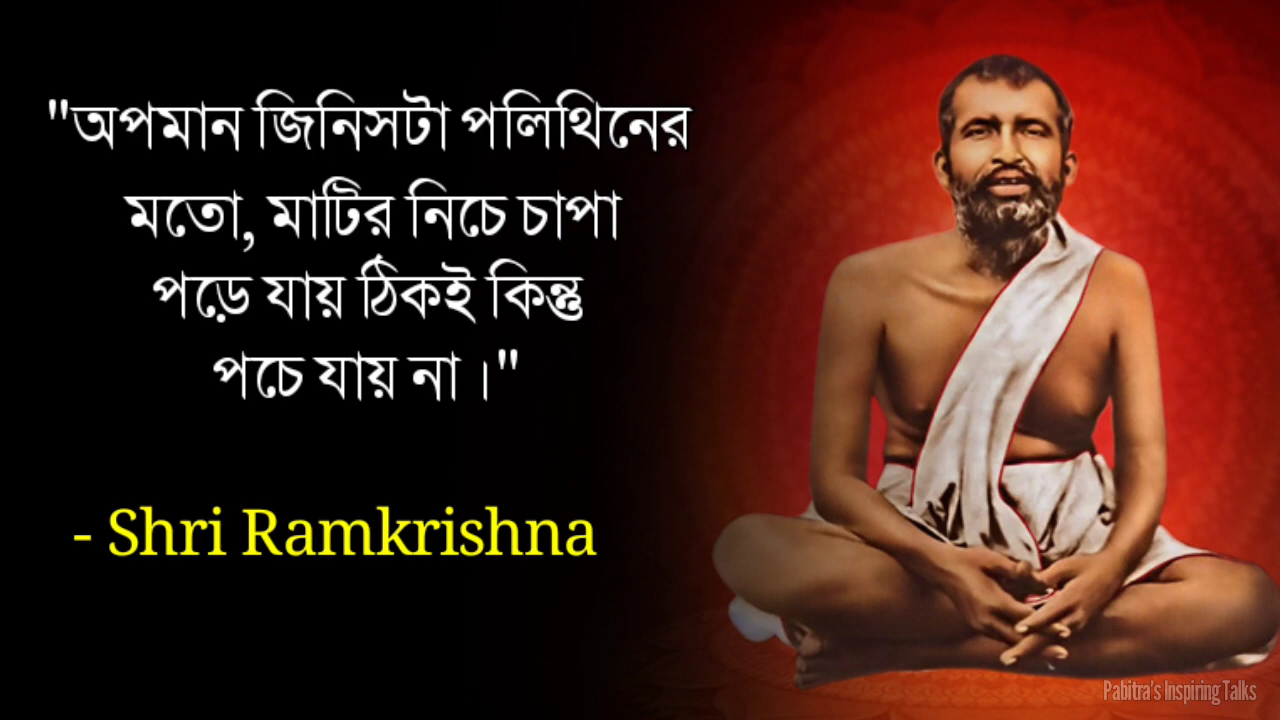 "অপমান জিনিসটা পলিথিনের
মতো, মাটির নিচে চাপা
পড়ে যায় ঠিকই কিন্তু
পচে যায় না ।"
- Shri Ramkrishna
Pabitra's Inspiring Talks